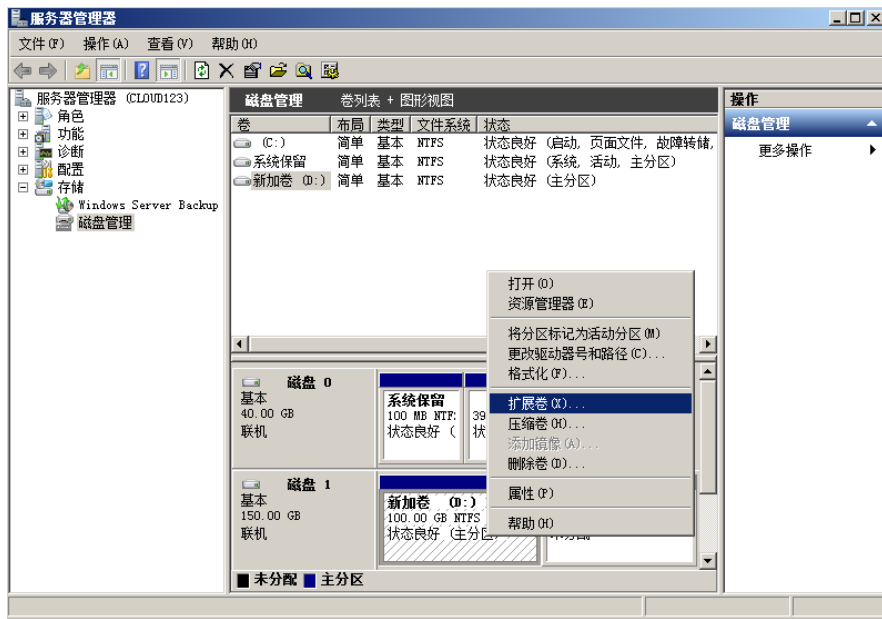 服务器管理器
文件(F) 操作(A) 查看(V) 帮助(H)
服务器管理器 (CLOUD123)
角色
功能
诊断
配置
存储
Windows Server Backup
磁盘管理
磁盘管理 卷列表 + 图形视图
卷 布局 类型 文件系统 状态
(C:) 简单 基本 NTFS 状态良好 (启动, 页面文件, 故障转储,
系统保留 简单 基本 NTFS 状态良好 (系统, 活动, 主分区)
新加卷 (D:) 简单 基本 NTFS 状态良好 (主分区)
打开(O)
资源管理器(E)
将分区标记为活动分区(M)
更改驱动器号和路径(C)...
格式化(F)...
扩展卷(X)...
压缩卷(H)...
添加镜像(A)...
删除卷(D)...
属性(P)
帮助(H)
磁盘 0
基本
40.00 GB
联机
系统保留
100 MB NTF:
状态良好 (
39
状
磁盘 1
基本
150.00 GB
联机
新加卷 (D:)
100.00 GB NTFS
状态良好 (主分区)
未分配 主分区
操作
磁盘管理
更多操作